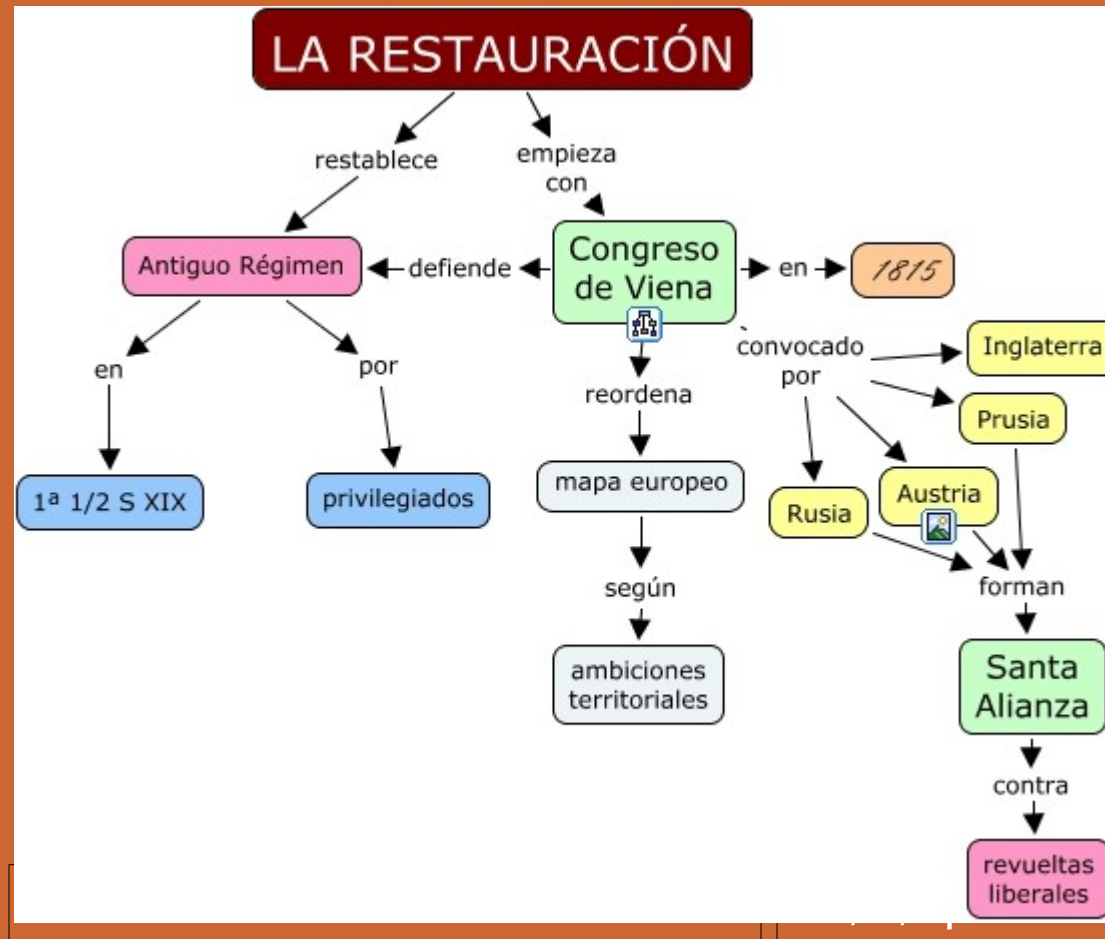 LA RESTAURACIÓN
restablece
empieza
con
Antiguo Régimen
defiende
Congreso
de Viena
en
1815
en
por
reordena
convocado
por
Inglaterra
Prusia
1ª 1/2 S XIX
privilegiados
mapa europeo
Rusia
Austria
según
forman
ambiciones
territoriales
Santa
Alianza
contra
revueltas
liberales